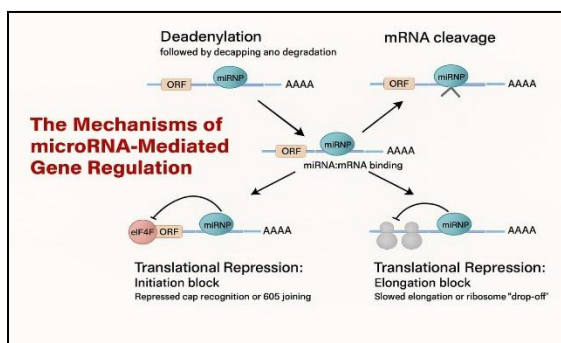 Deadenylation
followed by decapping ano degradation
mRNA cleavage
ORF miRNP AAAA
ORF miRNP AAAA
The Mechanisms of
microRNA-Mediated
Gene Regulation
ORF miRNP AAAA
miRNA:mRNA binding
eIF4F ORF miRNP AAAA
miRNP AAAA
Translational Repression:
Initiation block
Repressed cap recognition or 605 joining
Translational Repression:
Elongation block
Slowed elongation or ribosome "drop-off"